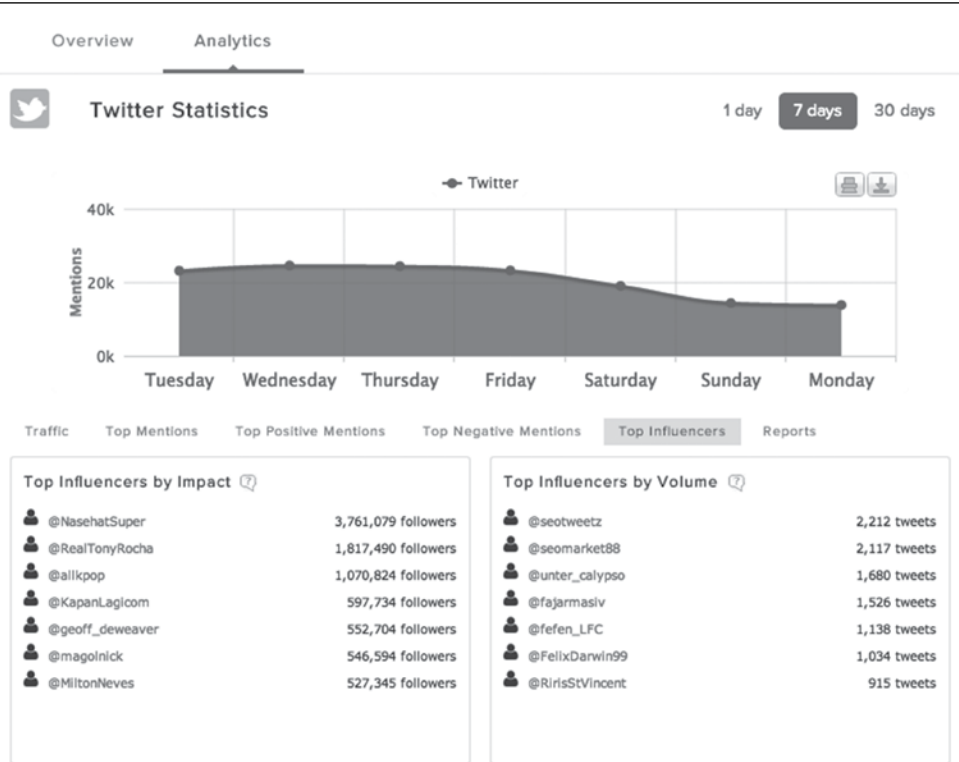 Overview Analytics
Twitter Statistics 1 day 7 days 30 days
Twitter
40k
Mentions
20k
0k
Tuesday Wednesday Thursday Friday Saturday Sunday Monday
Traffic Top Mentions Top Positive Mentions Top Negative Mentions Top Influencers Reports
Top Influencers by Impact ?
@NasehatSuper 3,761,079 followers
@RealTonyRocha 1,817,490 followers
@allkpop 1,070,824 followers
@KapanLagicom 597,734 followers
@geoff_deweaver 552,704 followers
@magolnick 546,594 followers
@MiltonNeves 527,345 followers
Top Influencers by Volume ?
@seotweetz 2,212 tweets
@seomarket88 2,117 tweets
@unter_calypso 1,680 tweets
@fajarmasiv 1,526 tweets
@fefen_LFC 1,138 tweets
@FelixDarwin99 1,034 tweets
@RirisStVincent 915 tweets